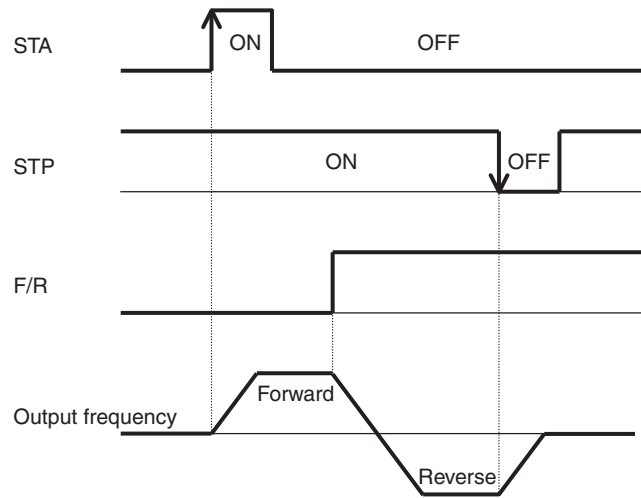 STA
ON
OFF
STP
ON
OFF
F/R
Output frequency
Forward
Reverse